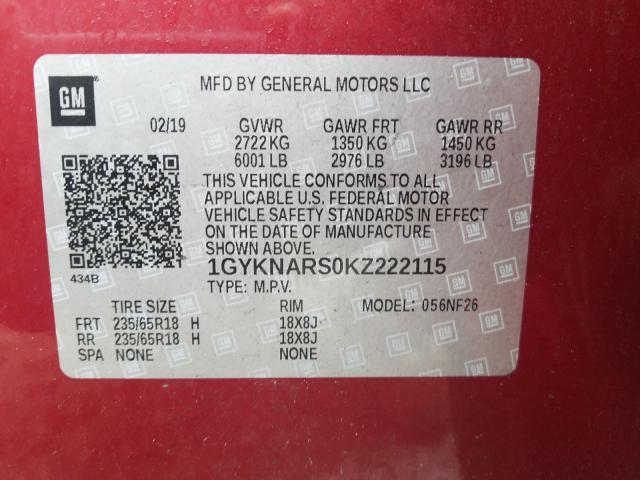 GM
MFD BY GENERAL MOTORS LLC
02/19 GVWR GAWR FRT GAWR RR
2722 KG 1350 KG 1450 KG
6001 LB 2976 LB 3196 LB
THIS VEHICLE CONFORMS TO ALL
APPLICABLE U.S. FEDERAL MOTOR
VEHICLE SAFETY STANDARDS IN EFFECT
ON THE DATE OF MANUFACTURE
SHOWN ABOVE.
434B
1GYKNARS0KZ222115
TYPE: M.P.V.
TIRE SIZE RIM MODEL: 056NF26
FRT 235/65R18 H 18X8J
RR 235/65R18 H 18X8J
SPA NONE NONE